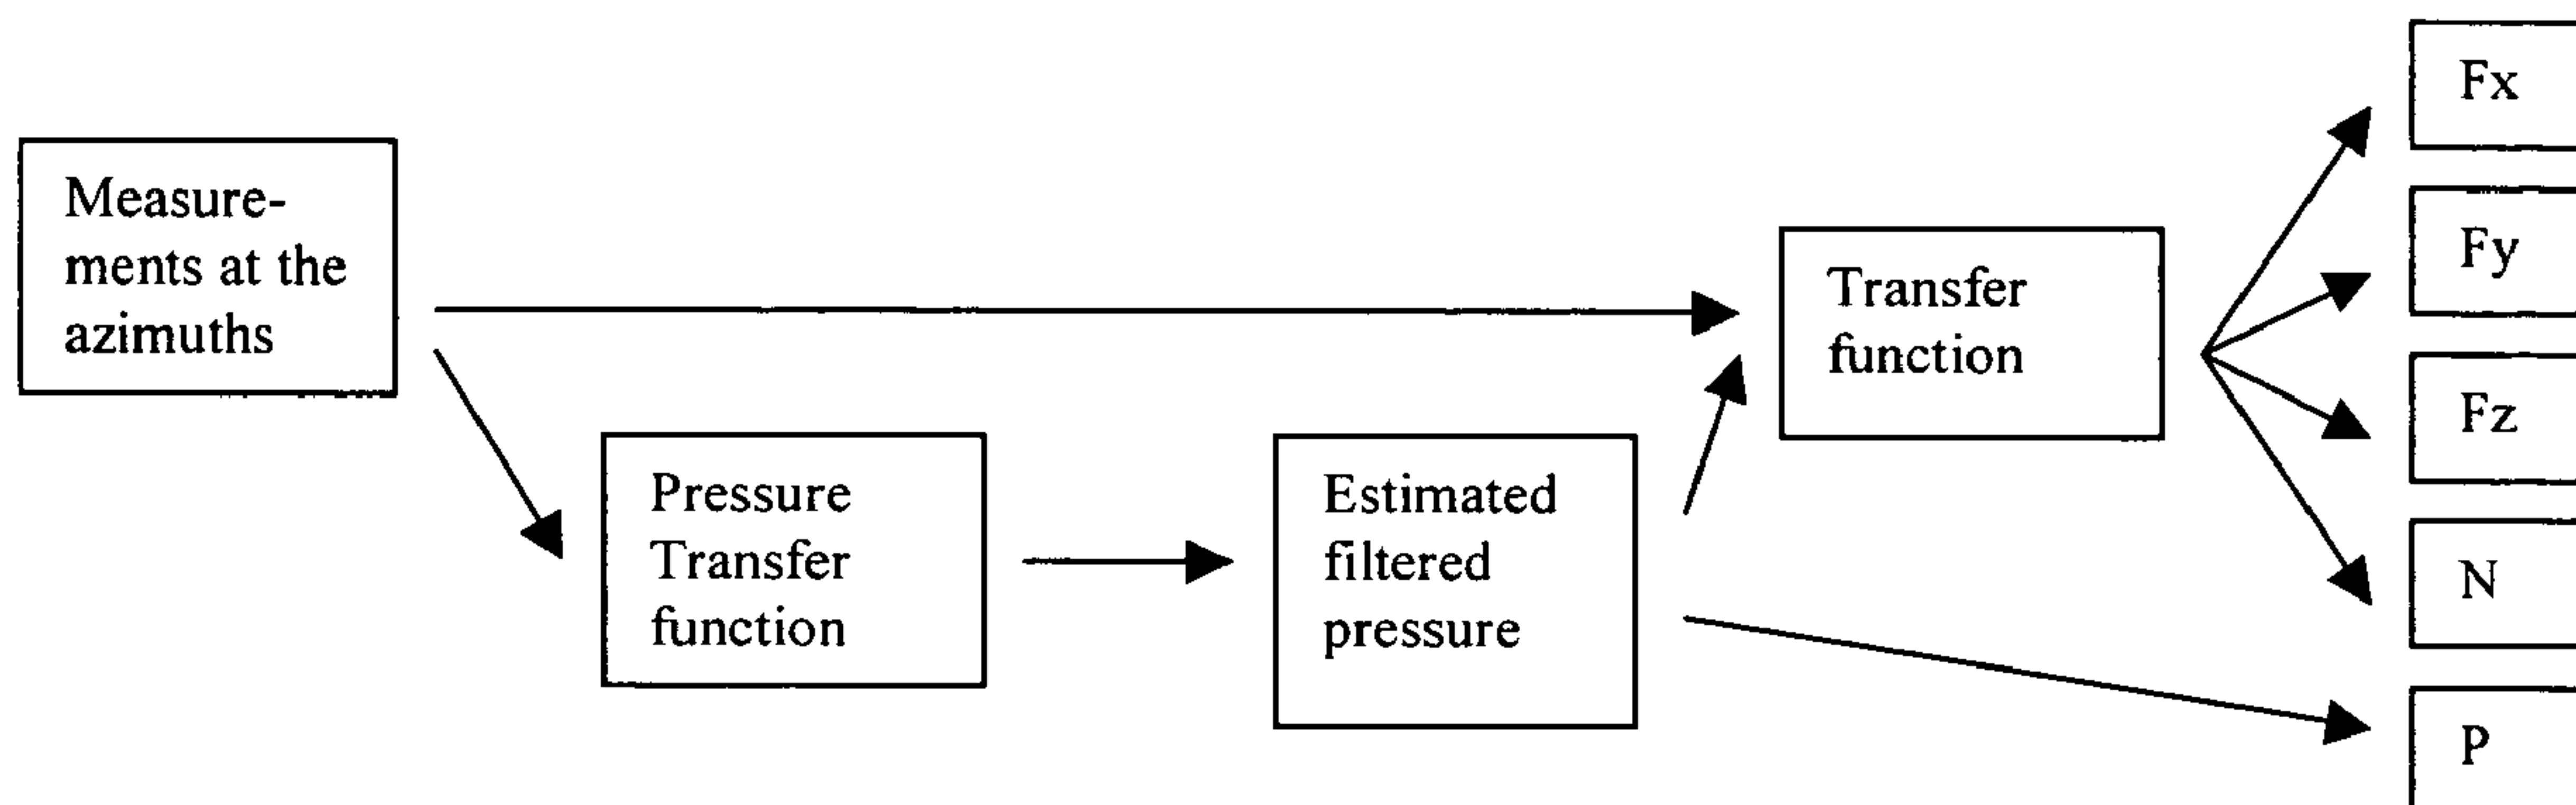 Measure-
ments at the
azimuths
Pressure
Transfer
function
Estimated
filtered
pressure
Transfer
function
Fx
Fy
Fz
N
P